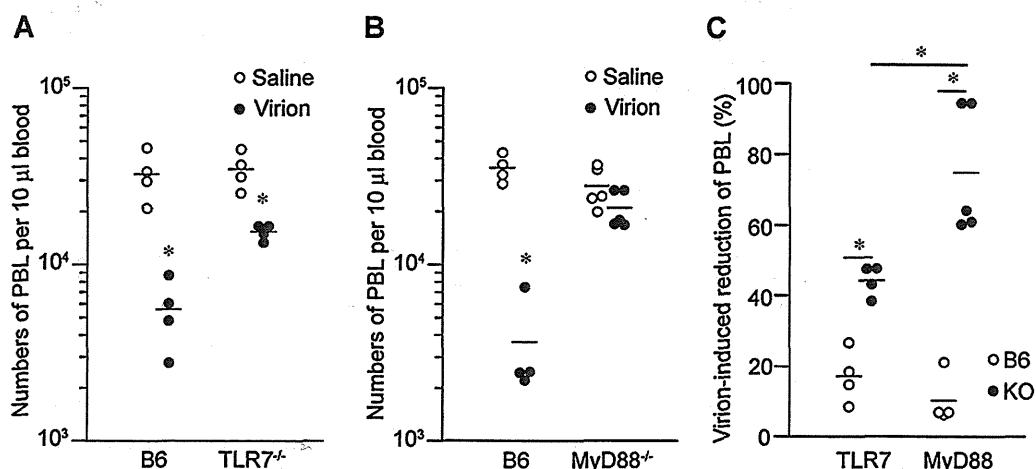 A
Numbers of PBL per 10 µl blood
10⁵
10⁴
10³
Saline
Virion
*
*
B6
TLR7-/-
B
Numbers of PBL per 10 µl blood
10⁵
10⁴
10³
Saline
Virion
*
B6
MyD88-/-
C
Virion-induced reduction of PBL (%)
100
80
60
40
20
0
*
*
*
B6
KO
TLR7
MyD88